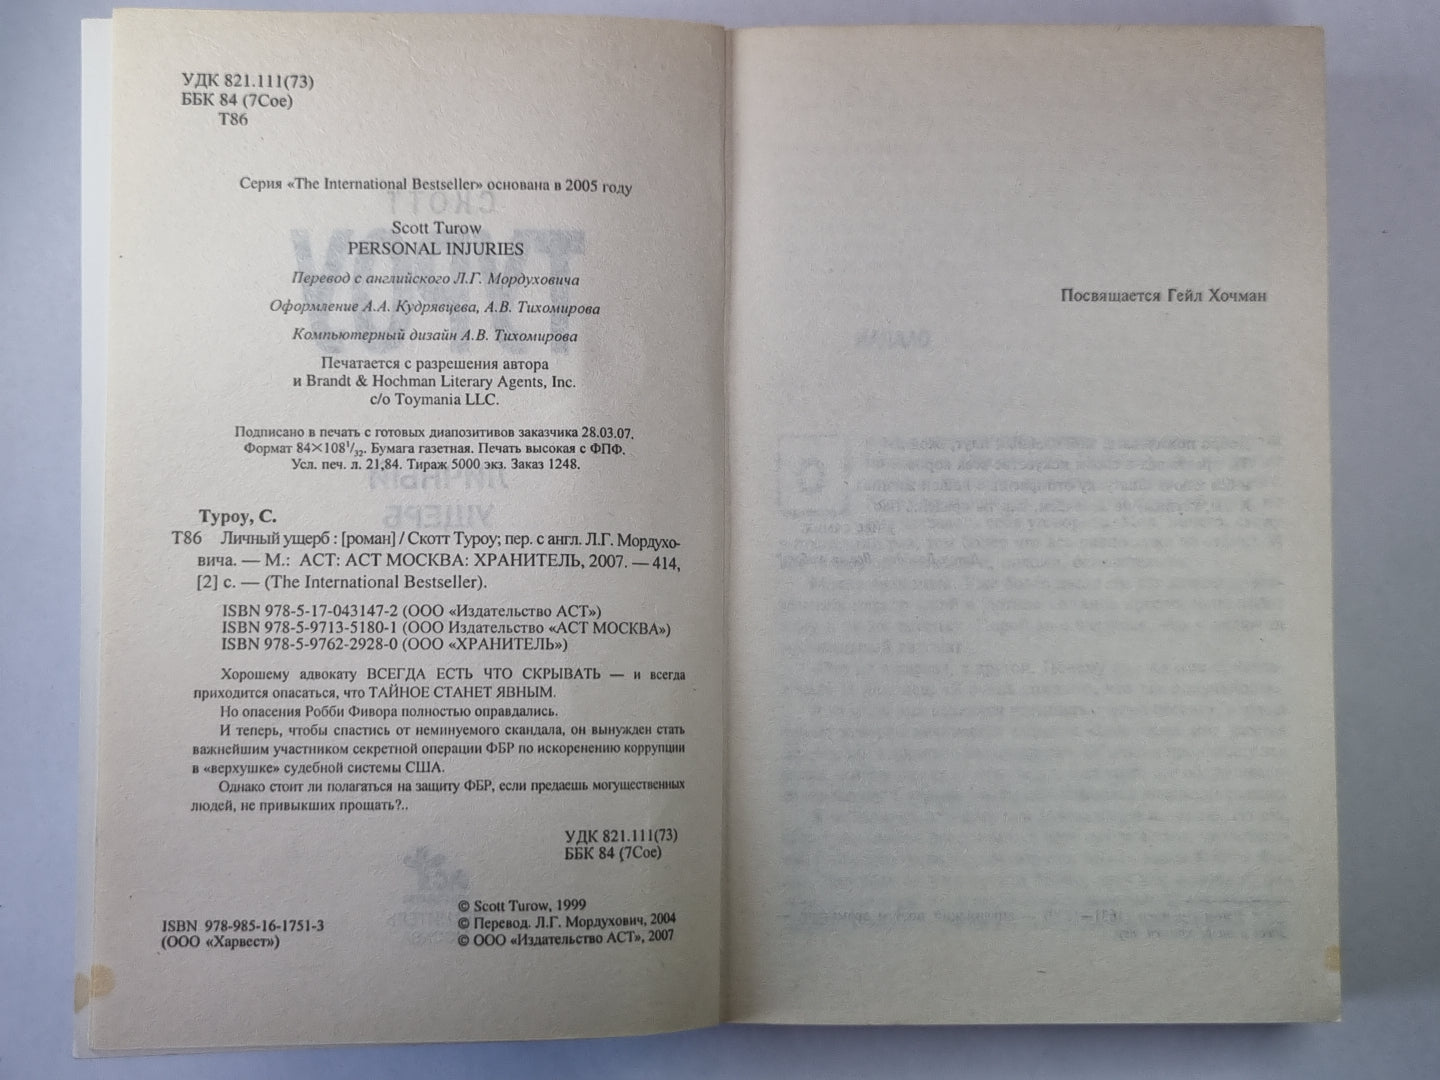 УДК 821.111(73)
ББК 84 (7Сое)
Т86
Серия «The International Bestseller» основана в 2005 году
Scott Turow
PERSONAL INJURIES
Перевод с английского Л.Г. Мордуховича
Оформление А.А. Кудрявцева, А.В. Тихомирова
Компьютерный дизайн А.В. Тихомирова
Печатается с разрешения автора
и Brandt & Hochman Literary Agents, Inc.
c/o Toymania LLC.
Подписано в печать с готовых диапозитивов заказчика 28.03.07.
Формат 84×108¹/₃₂. Бумага газетная. Печать высокая с ФПФ.
Усл. печ. л. 21,84. Тираж 5000 экз. Заказ 1248.
Туроу, С.
Т86 Личный ущерб : [роман] / Скотт Туроу; пер. с англ. Л.Г. Мордухо-
вича. — М.: АСТ: АСТ МОСКВА: ХРАНИТЕЛЬ, 2007. — 414,
[2] с. — (The International Bestseller).
ISBN 978-5-17-043147-2 (ООО «Издательство АСТ»)
ISBN 978-5-9713-5180-1 (ООО Издательство «АСТ МОСКВА»)
ISBN 978-5-9762-2928-0 (ООО «ХРАНИТЕЛЬ»)
Хорошему адвокату ВСЕГДА ЕСТЬ ЧТО СКРЫВАТЬ — и всегда
приходится опасаться, что ТАЙНОЕ СТАНЕТ ЯВНЫМ.
Но опасения Робби Фивора полностью оправдались.
И теперь, чтобы спастись от неминуемого скандала, он вынужден стать
важнейшим участником секретной операции ФБР по искоренению коррупции
в «верхушке» судебной системы США.
Однако стоит ли полагаться на защиту ФБР, если предаешь могущественных
людей, не привыкших прощать?..
УДК 821.111(73)
ББК 84 (7Сое)
ISBN 978-985-16-1751-3
(ООО «Харвест»)
© Scott Turow, 1999
© Перевод. Л.Г. Мордухович, 2004
© ООО «Издательство АСТ», 2007
Посвящается Гейл Хочман